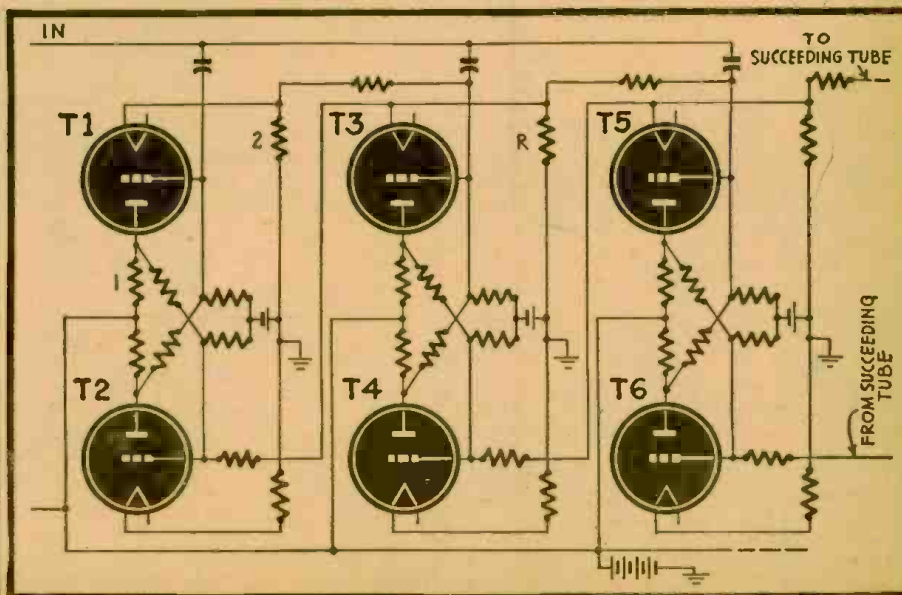 IN
TO
SUCCEEDING TUBE
T1
2
T3
R
T5
1
T2
T4
T6
FROM SUCCEEDING
TUBE